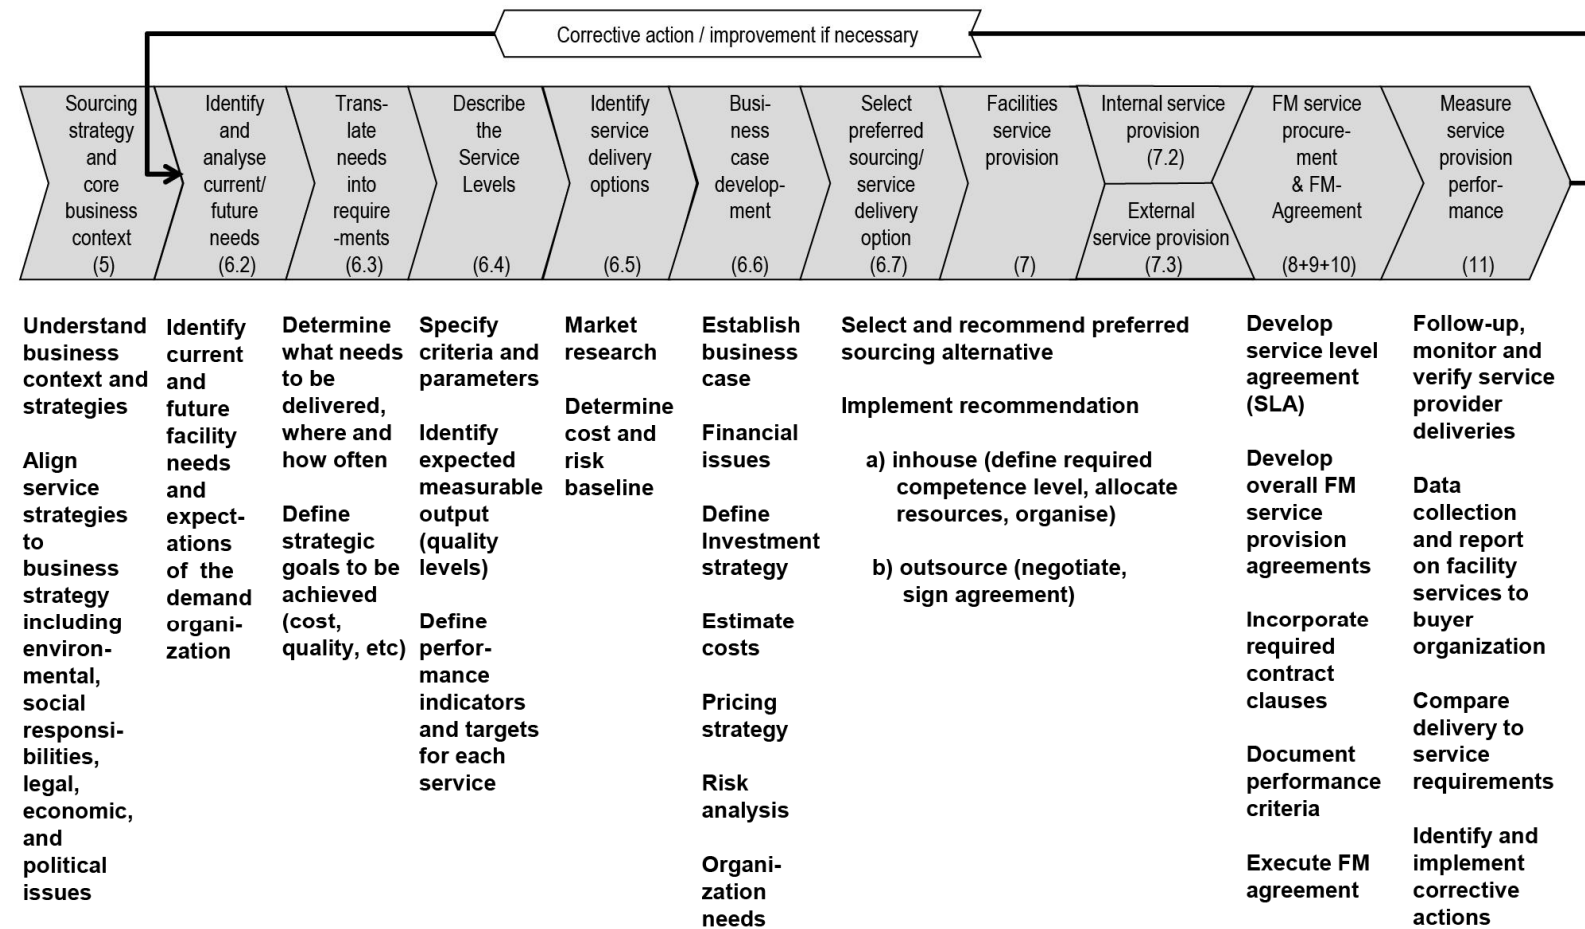 Corrective action / improvement if necessary
Sourcing
strategy
and
core
business
context
(5)
Identify
and
analyse
current/
future
needs
(6.2)
Trans-
late
needs
into
require
-ments
(6.3)
Describe
the
Service
Levels
(6.4)
Identify
service
delivery
options
(6.5)
Busi-
ness
case
develop-
ment
(6.6)
Select
preferred
sourcing/
service
delivery
option
(6.7)
Facilities
service
provision
(7)
Internal service
provision
(7.2)
External
service provision
(7.3)
FM service
procure-
ment
& FM-
Agreement
(8+9+10)
Measure
service
provision
perfor-
mance
(11)
Understand
business
context and
strategies
Align
service
strategies
to
business
strategy
including
environ-
mental,
social
responsi-
bilities,
legal,
economic,
and
political
issues
Identify
current
and
future
facility
needs
and
expect-
ations
of the
demand
organi-
zation
Determine
what needs
to be
delivered,
where and
how often
Define
strategic
goals to be
achieved
(cost,
quality, etc)
Specify
criteria and
parameters
Identify
expected
measurable
output
(quality
levels)
Define
perfor-
mance
indicators
and targets
for each
service
Market
research
Determine
cost and
risk
baseline
Establish
business
case
Financial
issues
Define
Investment
strategy
Estimate
costs
Pricing
strategy
Risk
analysis
Organi-
zation
needs
Select and recommend preferred
sourcing alternative
Implement recommendation
a) inhouse (define required
competence level, allocate
resources, organise)
b) outsource (negotiate,
sign agreement)
Develop
service level
agreement
(SLA)
Develop
overall FM
service
provision
agreements
Incorporate
required
contract
clauses
Document
performance
criteria
Execute FM
agreement
Follow-up,
monitor and
verify service
provider
deliveries
Data
collection
and report
on facility
services to
buyer
organization
Compare
delivery to
service
requirements
Identify and
implement
corrective
actions